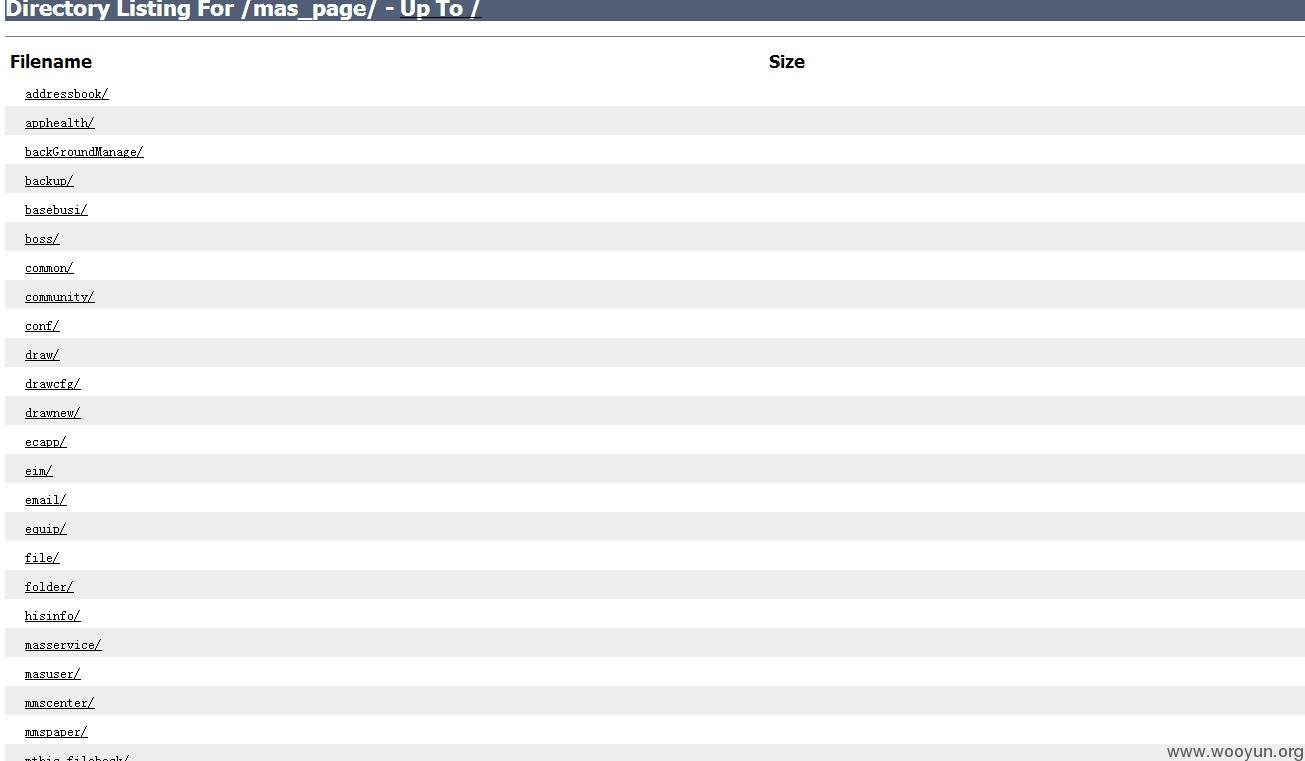 Directory Listing For /mas_page/ - Up To /
Filename Size
addressbook/
apphealth/
backGroundManage/
backup/
basebusi/
boss/
common/
community/
conf/
draw/
drawcfg/
drawnew/
ecapp/
eim/
email/
equip/
file/
folder/
hisinfo/
masservice/
masuser/
mmscenter/
mmspaper/
www.wooyun.org